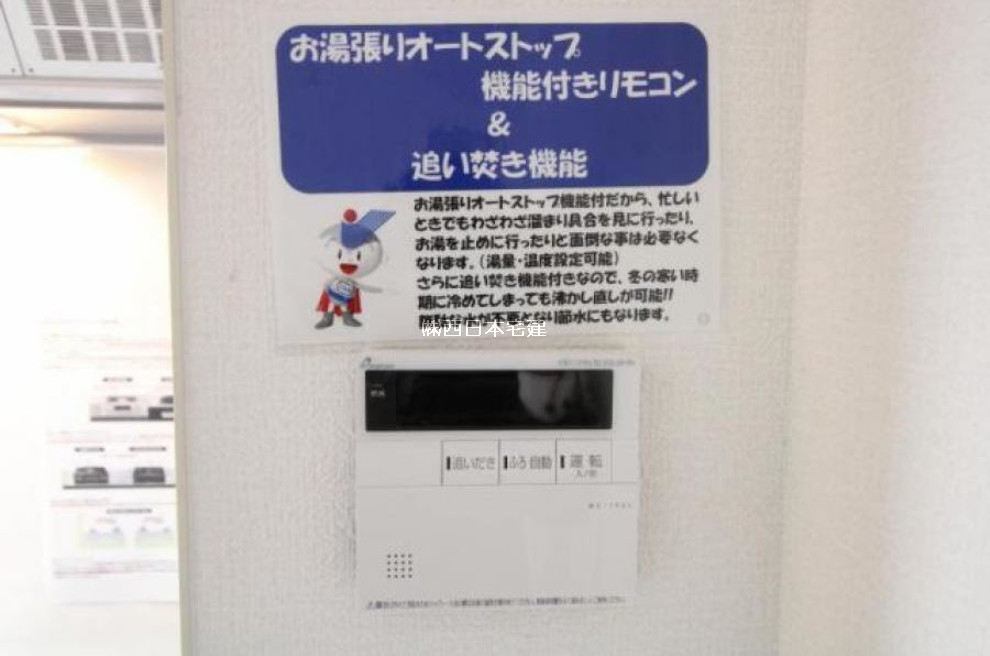 お湯張りオートストップ
機能付きリモコン
&
追い焚き機能
お湯張りオートストップ機能付だから、忙しい
ときでもわざわざ溜まり具合を見に行ったり、
お湯を止めに行ったりと面倒な事は必要なく
なります。(湯量・温度設定可能)
さらに追い焚き機能付きなので、冬の寒い時
期に冷めてしまっても沸かし直しが可能!!
水が不要となり節水にもなります。
㈱西日本宅建
追いだき ふろ自動 運転
入/切